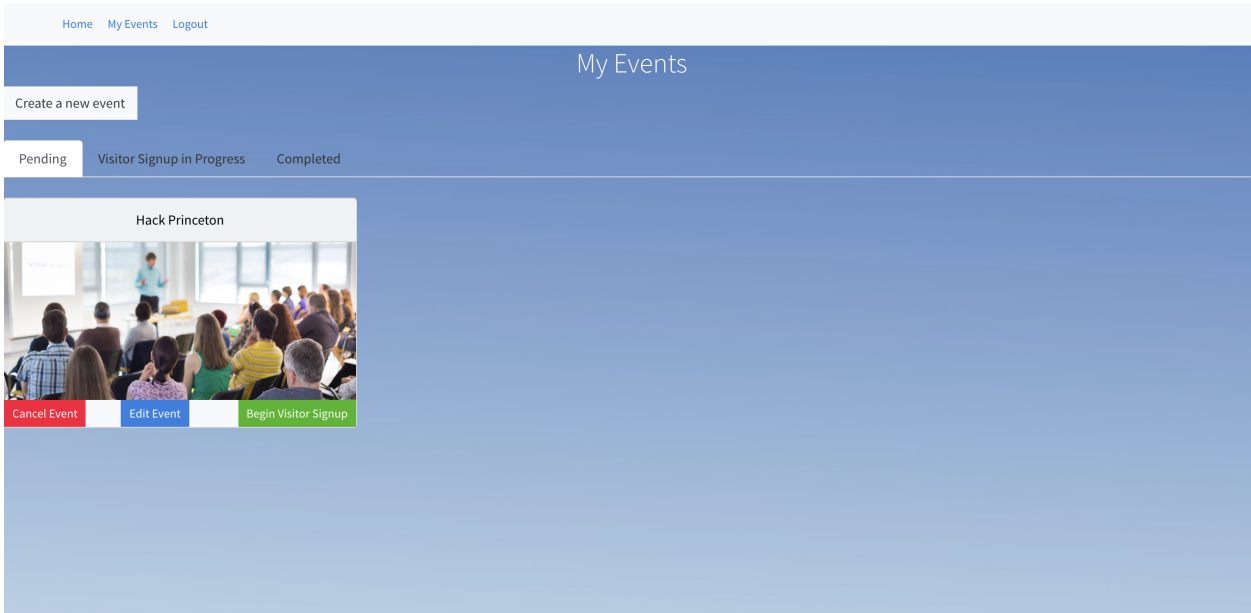 Home My Events Logout
My Events
Create a new event
Pending Visitor Signup in Progress Completed
Hack Princeton
Cancel Event Edit Event Begin Visitor Signup